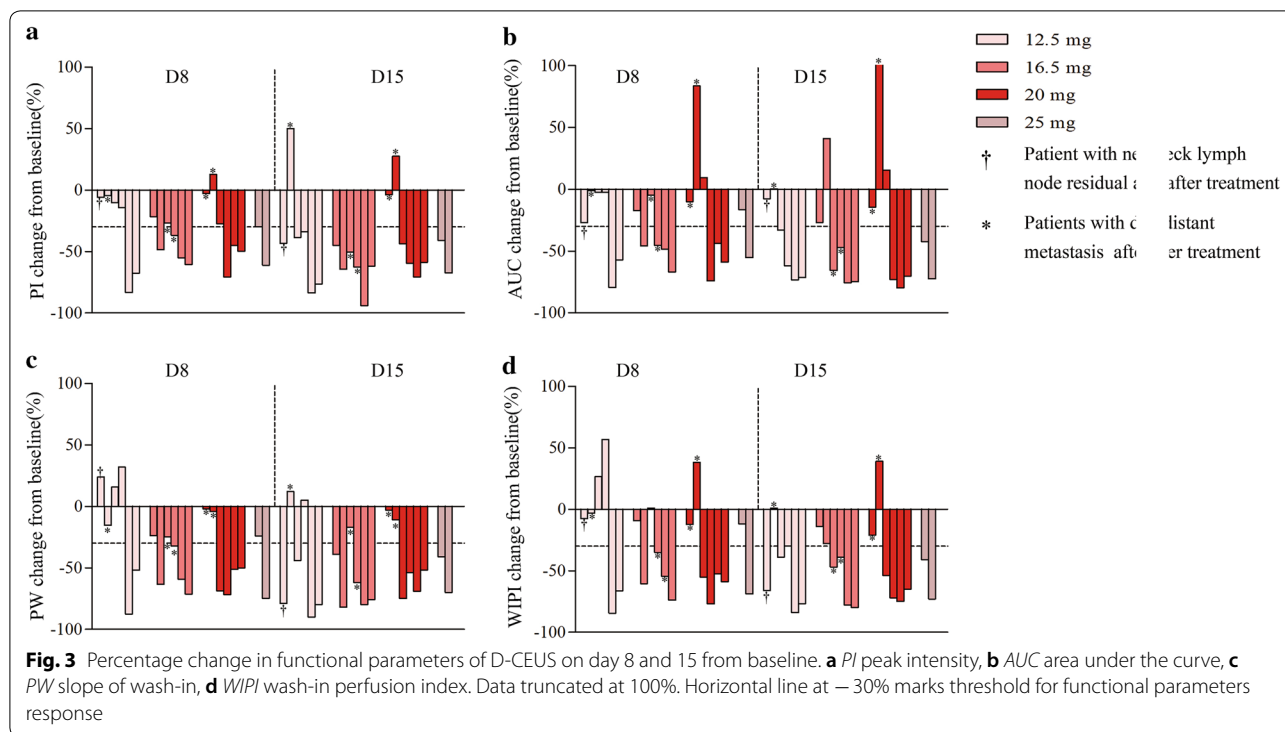 a
PI change from baseline(%)
100
50
0
-50
-100
D8
D15
b
AUC change from baseline(%)
100
50
0
-50
-100
D8
D15
12.5 mg
16.5 mg
20 mg
25 mg
† Patient with ne eck lymph
node residual a after treatment
* Patients with d distant
metastasis afte er treatment
c
PW change from baseline(%)
100
50
0
-50
-100
D8
D15
d
WIPI change from baseline(%)
100
50
0
-50
-100
D8
D15
Fig. 3 Percentage change in functional parameters of D-CEUS on day 8 and 15 from baseline. a PI peak intensity, b AUC area under the curve, c
PW slope of wash-in, d WIPI wash-in perfusion index. Data truncated at 100%. Horizontal line at − 30% marks threshold for functional parameters
response